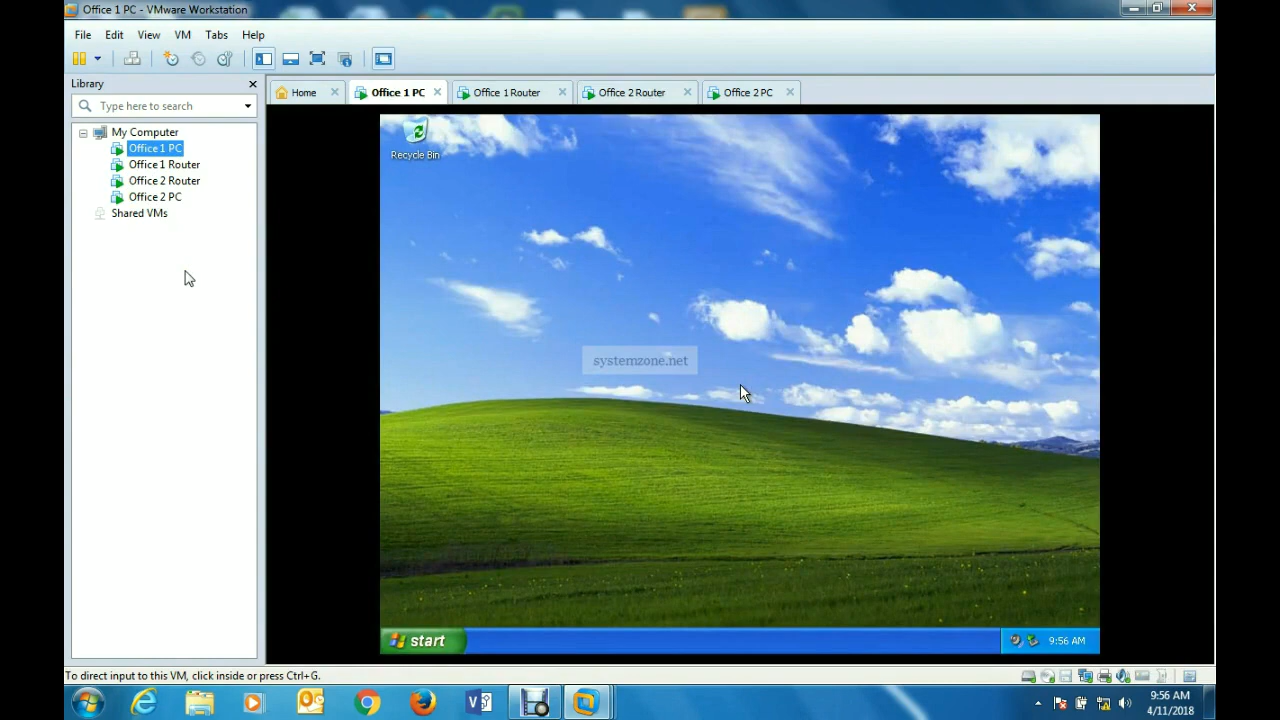 Office 1 PC - VMware Workstation
File Edit View VM Tabs Help
Library
Type here to search
My Computer
Office 1 PC
Office 1 Router
Office 2 Router
Office 2 PC
Shared VMs
Home Office 1 PC Office 1 Router Office 2 Router Office 2 PC
Recycle Bin
systemzone.net
start
9:56 AM
To direct input to this VM, click inside or press Ctrl+G.
9:56 AM
4/11/2018